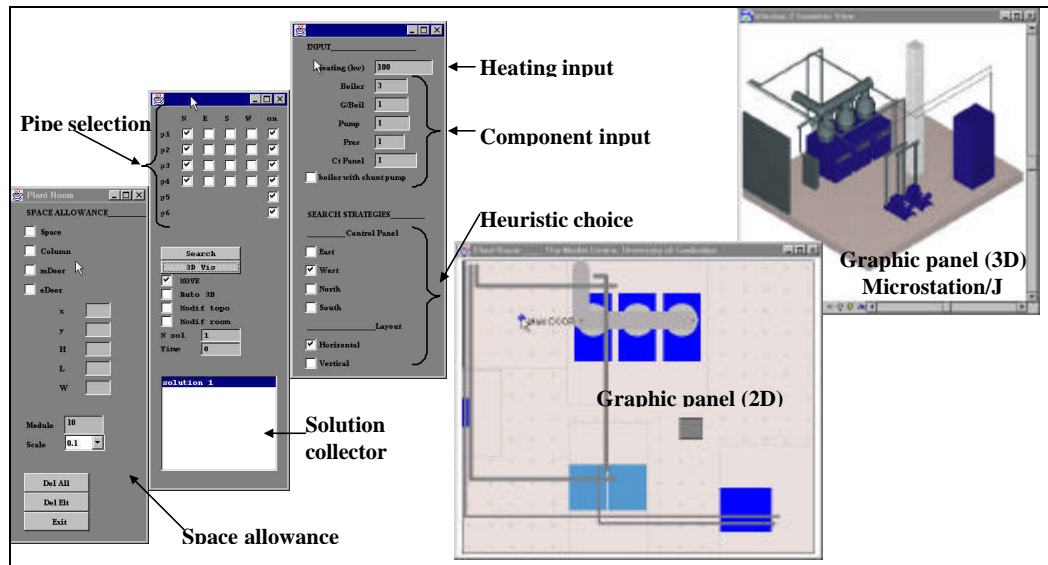 Plant Room
SPACE ALLOWANCE
Space
Column
mDoor
eDoor
x
y
H
L
W
Module 10
Scale 0.1
Del All
Del Elt
Exit
Space allowance
Pipe selection
N E S W on
p1
p2
p3
p4
p5
p6
Search
3D Vis
MOVE
Auto 3D
Modif topo
Modif room
N sol 1
Time 0
solution 1
Solution
collector
INPUT
Heating (kw)
Boiler 3
G/Boil 1
Pump 1
Pres 1
Ct Panel 1
boiler with shunt pump
SEARCH STRATEGIES
Control Panel
East
West
North
South
Layout
Horizontal
Vertical
Heating input
Component input
Heuristic choice
Graphic panel (2D)
Graphic panel (3D)
Microstation/J